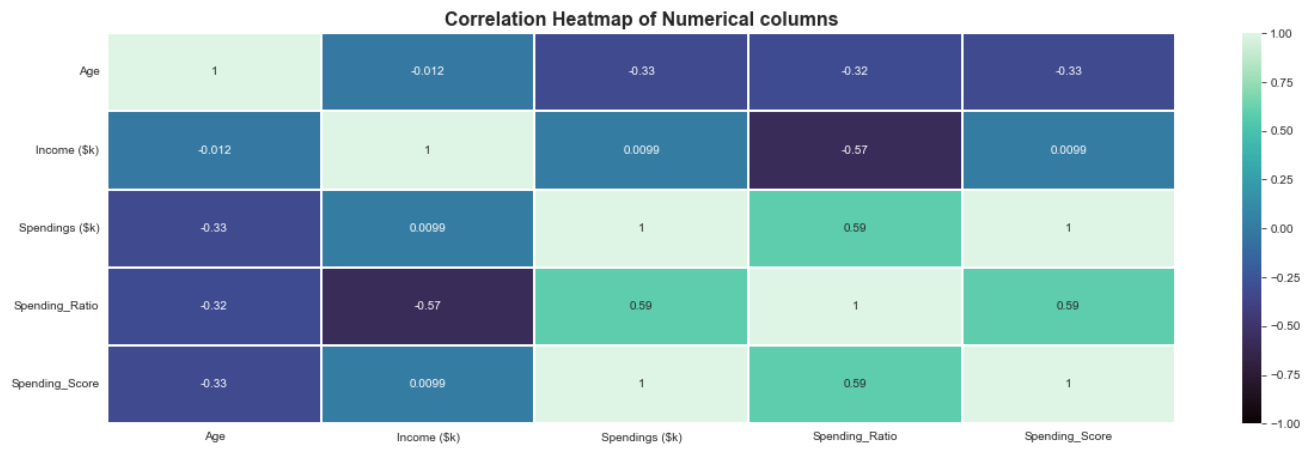 Correlation Heatmap of Numerical columns
Age 1 -0.012 -0.33 -0.32 -0.33
Income ($k) -0.012 1 0.0099 -0.57 0.0099
Spendings ($k) -0.33 0.0099 1 0.59 1
Spending_Ratio -0.32 -0.57 0.59 1 0.59
Spending_Score -0.33 0.0099 1 0.59 1
Age Income ($k) Spendings ($k) Spending_Ratio Spending_Score
1.00
0.75
0.50
0.25
0.00
−0.25
−0.50
−0.75
−1.00